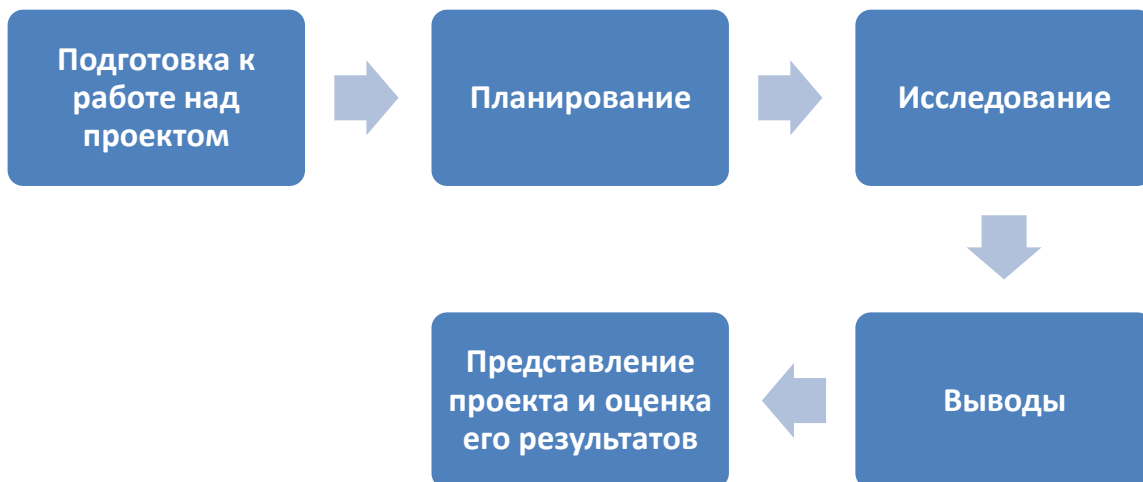 Подготовка к
работе над
проектом
Планирование
Исследование
Выводы
Представление
проекта и оценка
его результатов